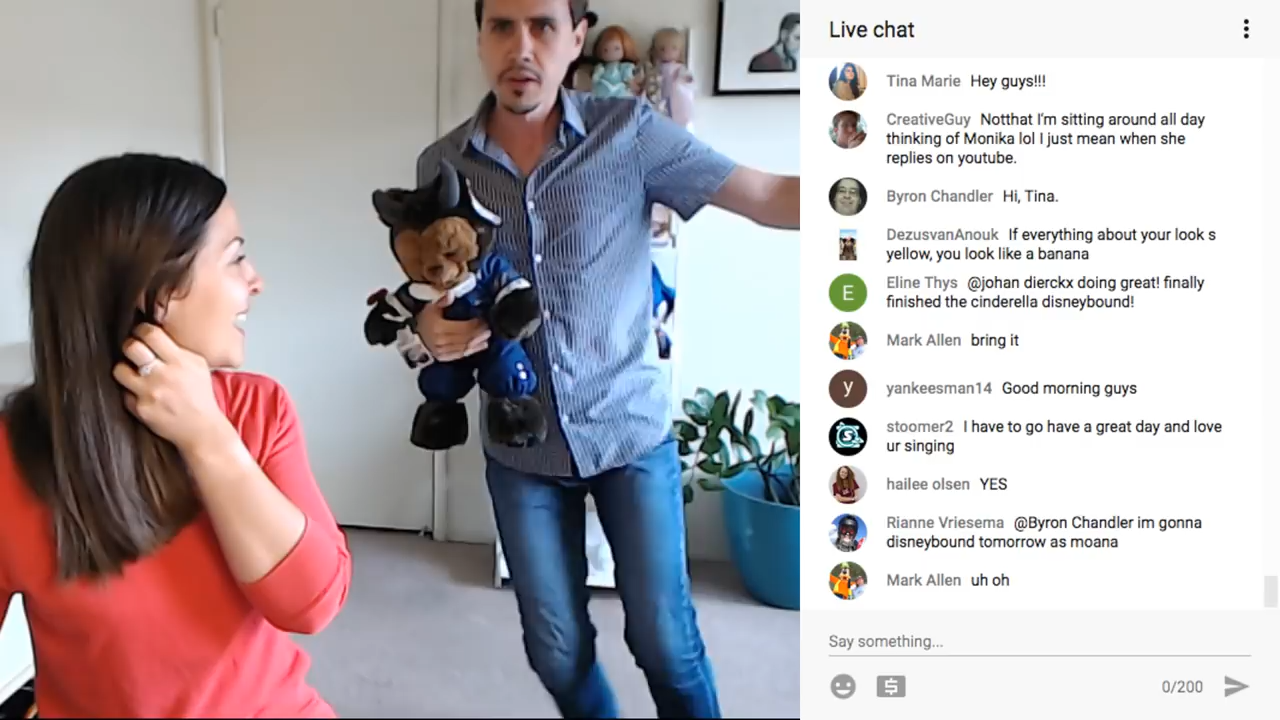 Live chat
Tina Marie Hey guys!!!
CreativeGuy Notthat I'm sitting around all day
thinking of Monika lol I just mean when she
replies on youtube.
Byron Chandler Hi, Tina.
DezusvanAnouk If everything about your look s
yellow, you look like a banana
E
Eline Thys @johan dierckx doing great! finally
finished the cinderella disneybound!
Mark Allen bring it
y
yankeesman14 Good morning guys
S
stoomer2 I have to go have a great day and love
ur singing
hailee olsen YES
Rianne Vriesema @Byron Chandler im gonna
disneybound tomorrow as moana
Mark Allen uh oh
Say something...
$
0/200